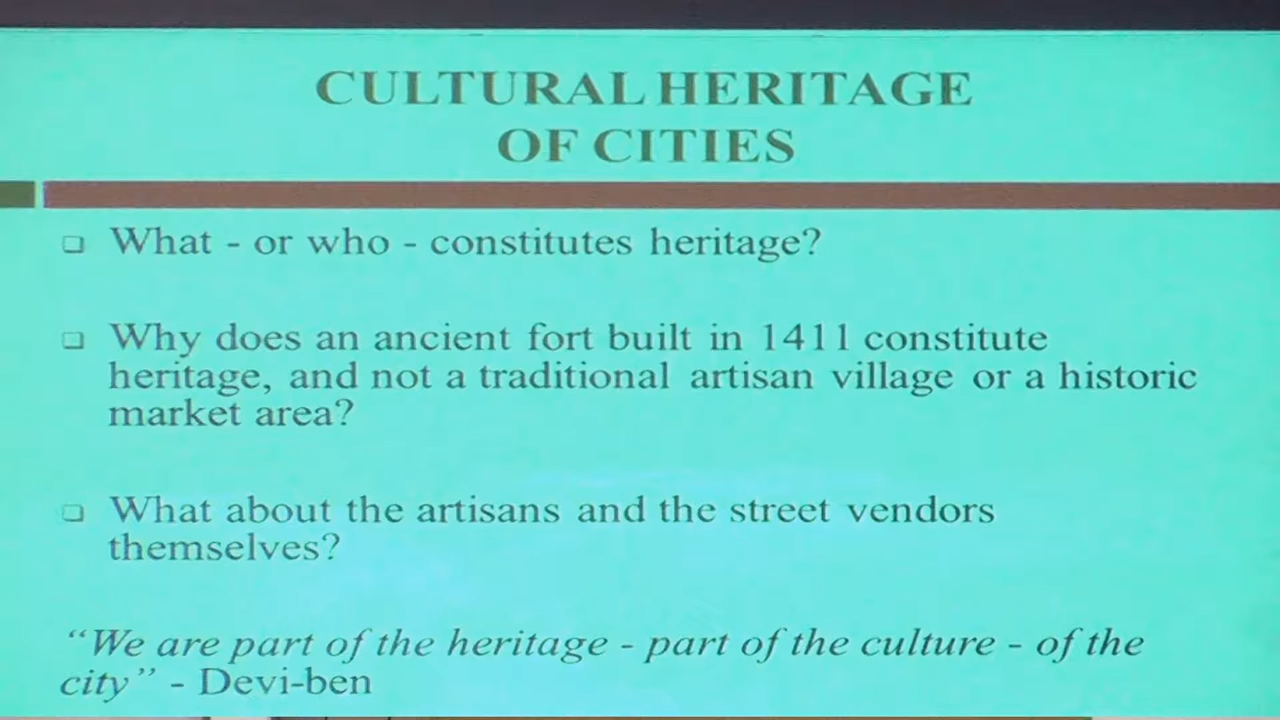 CULTURAL HERITAGE
OF CITIES
❑ What - or who - constitutes heritage?
❑ Why does an ancient fort built in 1411 constitute
heritage, and not a traditional artisan village or a historic
market area?
❑ What about the artisans and the street vendors
themselves?
“We are part of the heritage - part of the culture - of the
city” - Devi-ben